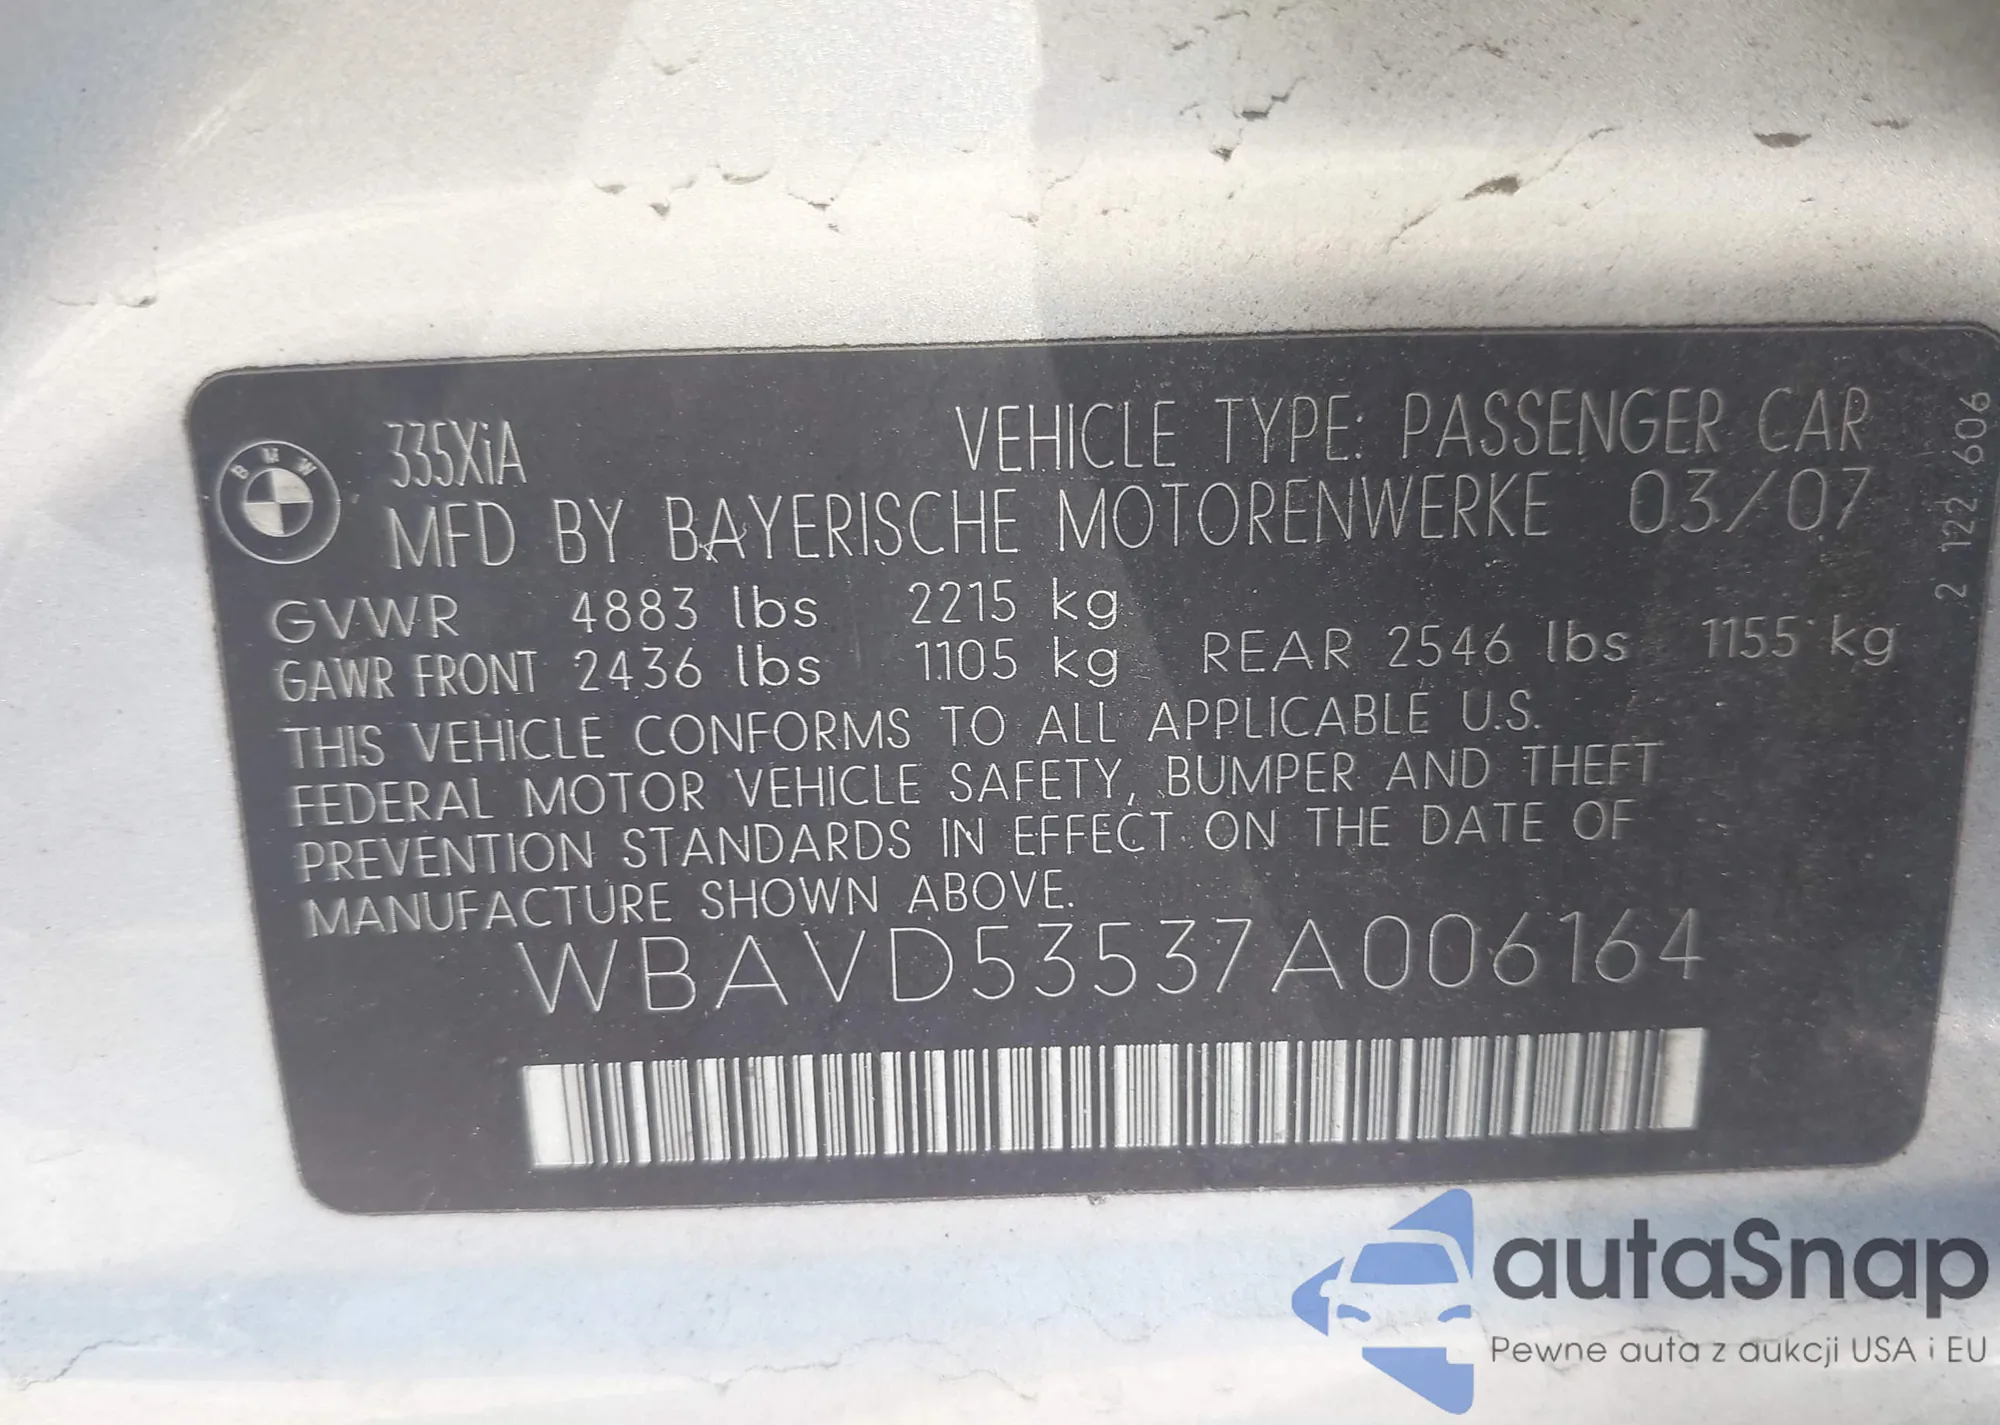 335XiA VEHICLE TYPE: PASSENGER CAR
BMW
MFD BY BAYERISCHE MOTORENWERKE 03/07
GVWR 4883 lbs 2215 kg
GAWR FRONT 2436 lbs 1105 kg REAR 2546 lbs 1155 kg
THIS VEHICLE CONFORMS TO ALL APPLICABLE U.S.
FEDERAL MOTOR VEHICLE SAFETY, BUMPER AND THEFT
PREVENTION STANDARDS IN EFFECT ON THE DATE OF
MANUFACTURE SHOWN ABOVE.
WBAVD53537A006164
2 122 606
autaSnap
Pewne auta z aukcji USA i EU